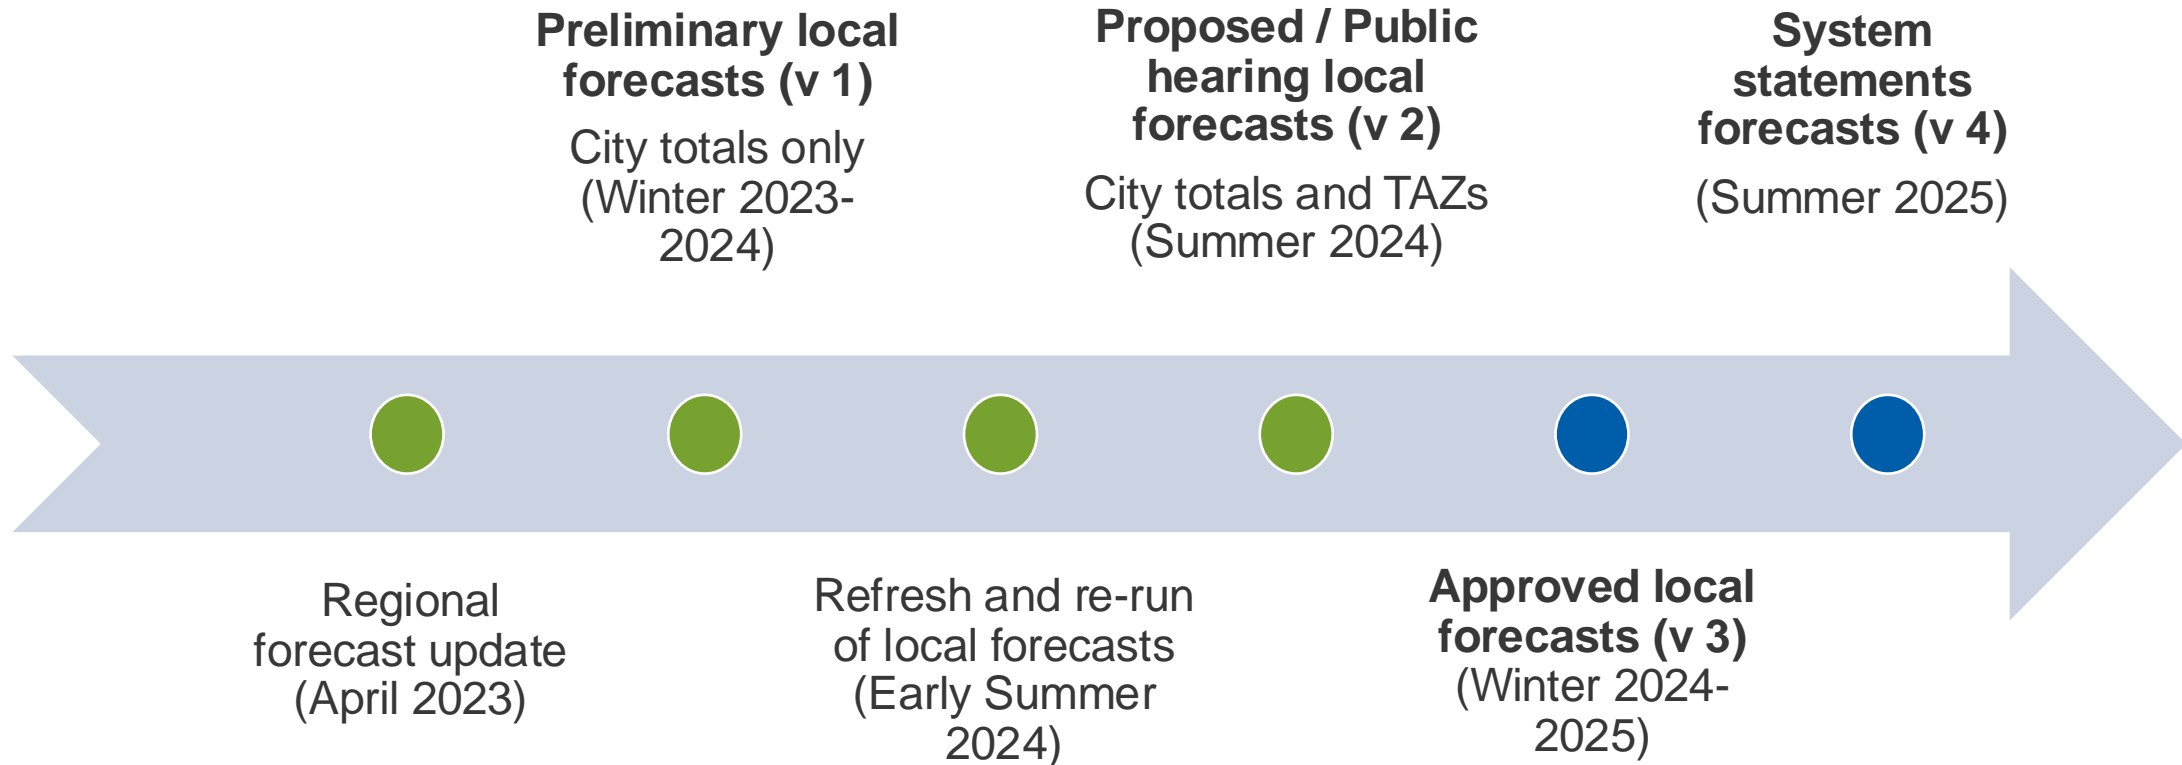 Preliminary local
forecasts (v 1)
City totals only
(Winter 2023-
2024)
Proposed / Public
hearing local
forecasts (v 2)
City totals and TAZs
(Summer 2024)
System
statements
forecasts (v 4)
(Summer 2025)
Regional
forecast update
(April 2023)
Refresh and re-run
of local forecasts
(Early Summer
2024)
Approved local
forecasts (v 3)
(Winter 2024-
2025)